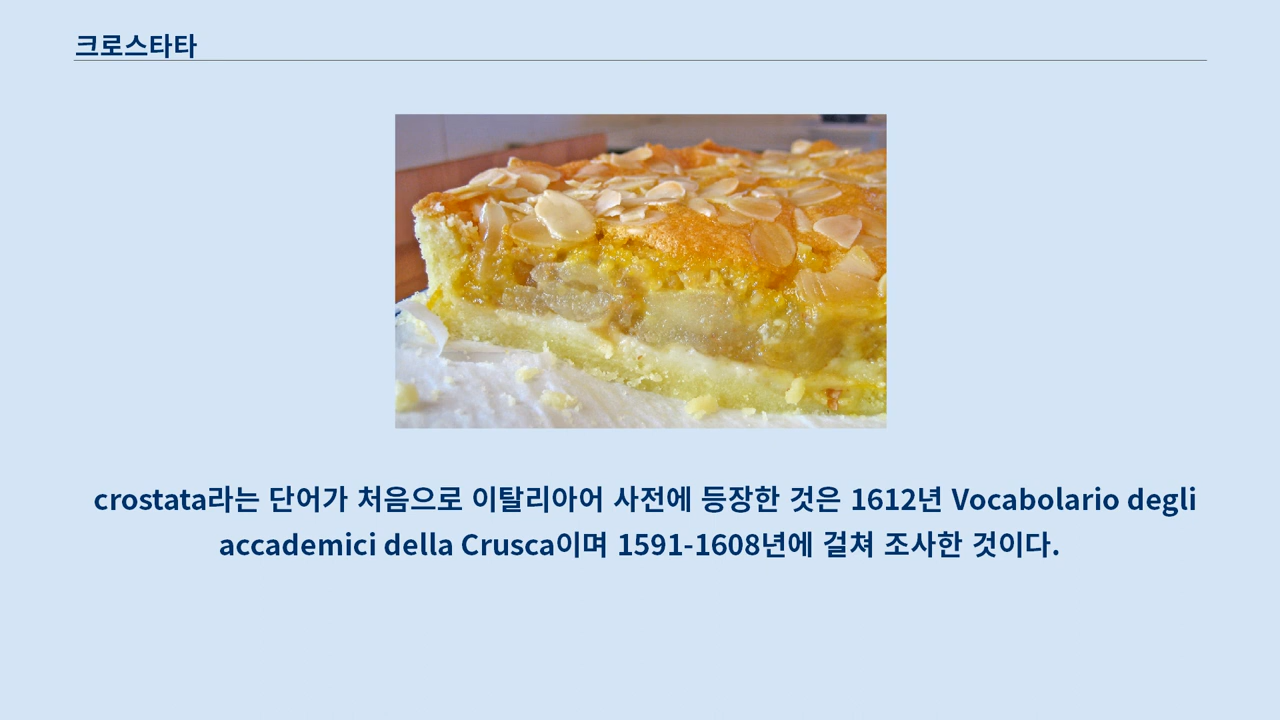 크로스타타
crostata라는 단어가 처음으로 이탈리아어 사전에 등장한 것은 1612년 Vocabolario degli
accademici della Crusca이며 1591-1608년에 걸쳐 조사한 것이다.